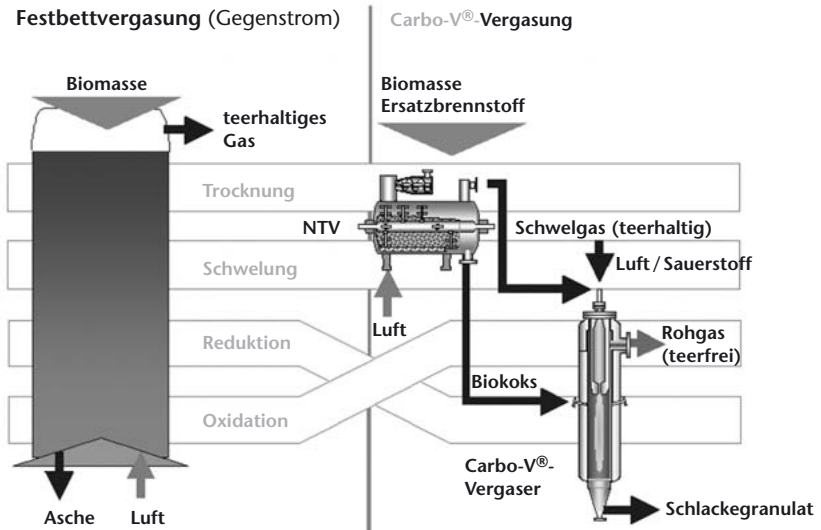 Festbettvergasung (Gegenstrom)
Carbo-V®-Vergasung
Biomasse
teerhaltiges
Gas
Biomasse
Ersatzbrennstoff
Trocknung
NTV
Schwelgas (teerhaltig)
Schwelung
Luft / Sauerstoff
Luft
Reduktion
Rohgas
(teerfrei)
Biokoks
Oxidation
Carbo-V®-
Vergaser
Asche
Luft
Schlackegranulat